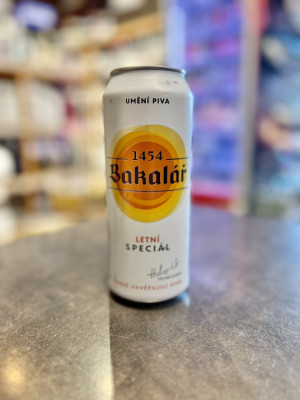 UMĚNÍ PIVA
1454
Bakalář
LETNÍ
SPECIÁL